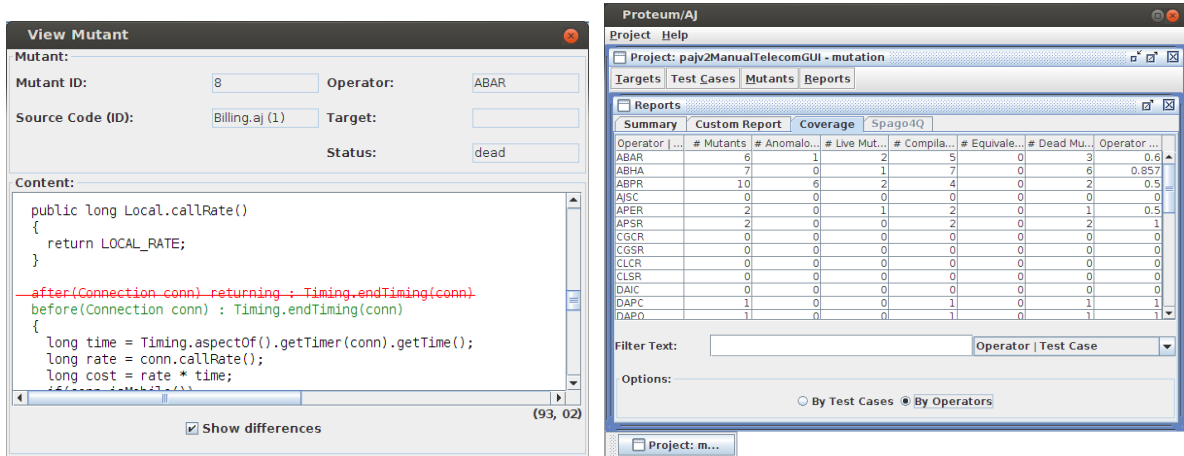 View Mutant
Mutant:
Mutant ID: 8 Operator: ABAR
Source Code (ID): Billing.aj (1) Target:
Status: dead
Content:
public long Local.callRate()
{
return LOCAL_RATE;
}
after(Connection conn) returning : Timing.endTiming(conn)
before(Connection conn) : Timing.endTiming(conn)
{
long time = Timing.aspectOf().getTimer(conn).getTime();
long rate = conn.callRate();
long cost = rate * time;
(93, 02)
Show differences
Proteum/AJ
Project Help
Project: pajv2ManualTelecomGUI - mutation
Targets Test Cases Mutants Reports
Reports
Summary Custom Report Coverage Spago4Q
Operator | ... # Mutants # Anomalo... # Live Mut... # Compila... # Equivale... # Dead Mu... Operator ...
ABAR 6 1 2 5 0 3 0.6
ABHA 7 0 1 7 0 6 0.857
ABPR 10 6 2 4 0 2 0.5
AJSC 0 0 0 0 0 0 0
APER 2 0 1 2 0 1 0.5
APSR 2 0 0 2 0 2 1
CGCR 0 0 0 0 0 0 0
CGSR 0 0 0 0 0 0 0
CLCR 0 0 0 0 0 0 0
CLSR 0 0 0 0 0 0 0
DAIC 0 0 0 0 0 0 0
DAPC 1 0 0 1 0 1 1
DAPO 1 0 0 1 0 1 1
Filter Text: Operator | Test Case
Options:
By Test Cases By Operators
Project: m...